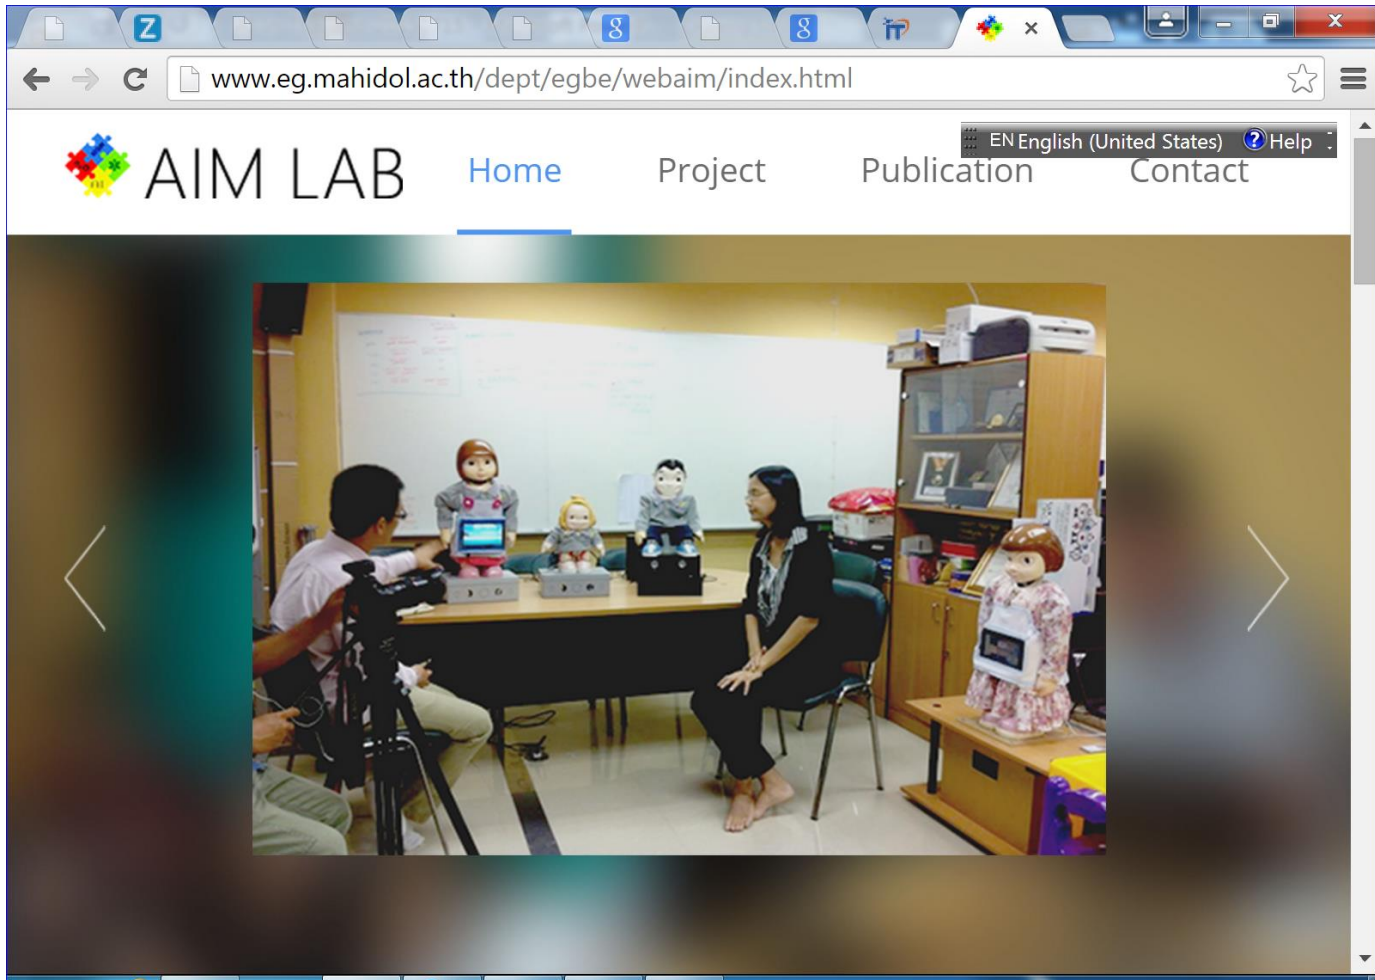 www.eg.mahidol.ac.th/dept/egbe/webaim/index.html
EN English (United States) Help
AIM LAB
Home Project Publication Contact